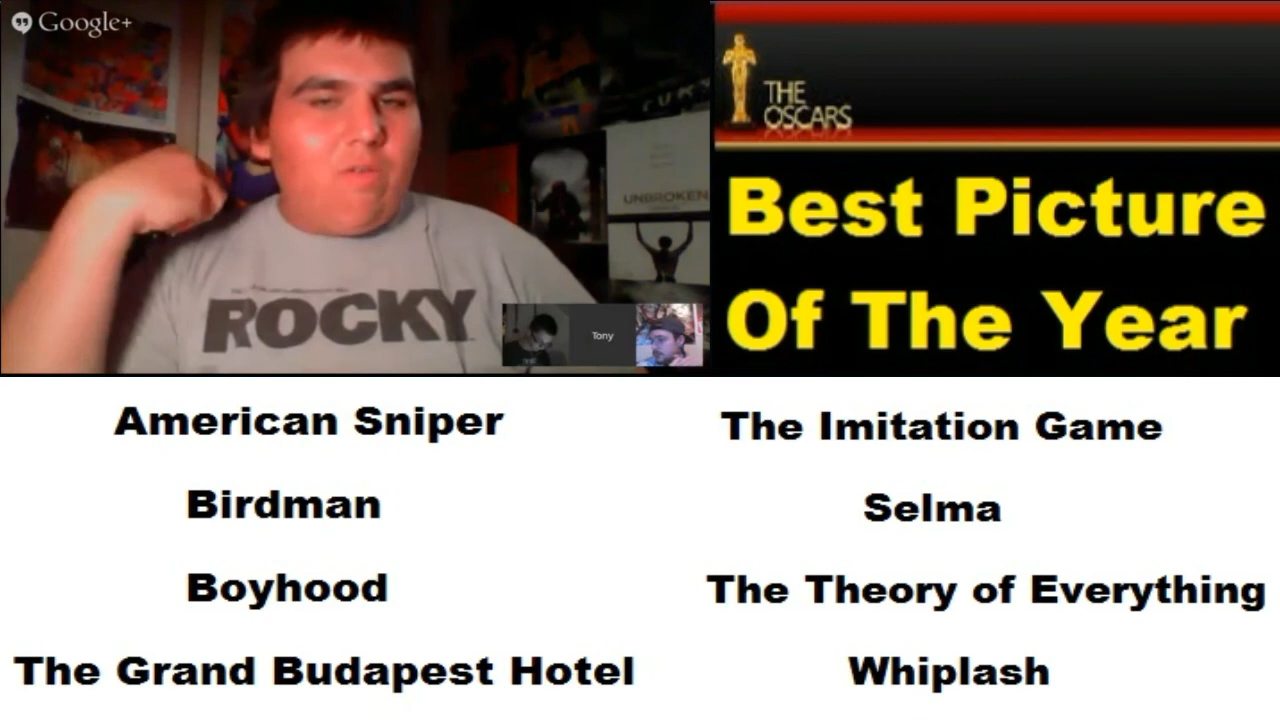 Google+
THE
OSCARS
UNBROKEN
Best Picture
Of The Year
ROCKY
Tony
American Sniper
The Imitation Game
Birdman
Selma
Boyhood
The Theory of Everything
The Grand Budapest Hotel
Whiplash